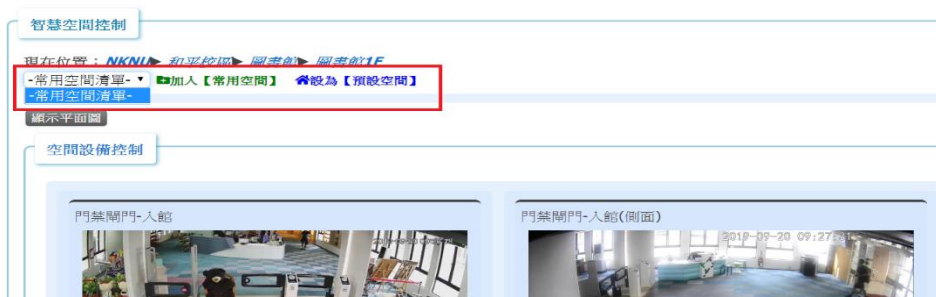 智慧空間控制
現在位置：NKNU▶ 和平校區▶ 圖書館▶ 圖書館1F
-常用空間清單- ▼ 加入【常用空間】 設為【預設空間】
-常用空間清單-
顯示平面圖
空間設備控制
門禁閘門-入館 門禁閘門-入館(側面)
2019-09-20 09:27: